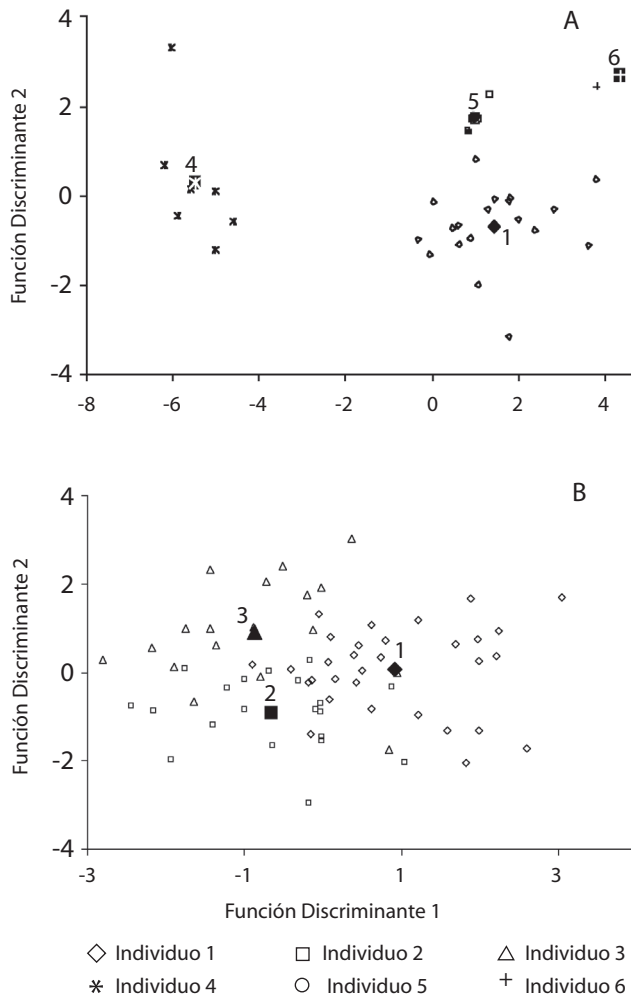 A
Función Discriminante 2
4
2
0
-2
-4
-8
-6
-4
-2
0
2
4
4
5
6
1
B
Función Discriminante 2
4
2
0
-2
-4
-3
-1
1
3
3
2
1
Función Discriminante 1
Individuo 1
Individuo 2
Individuo 3
Individuo 4
Individuo 5
Individuo 6